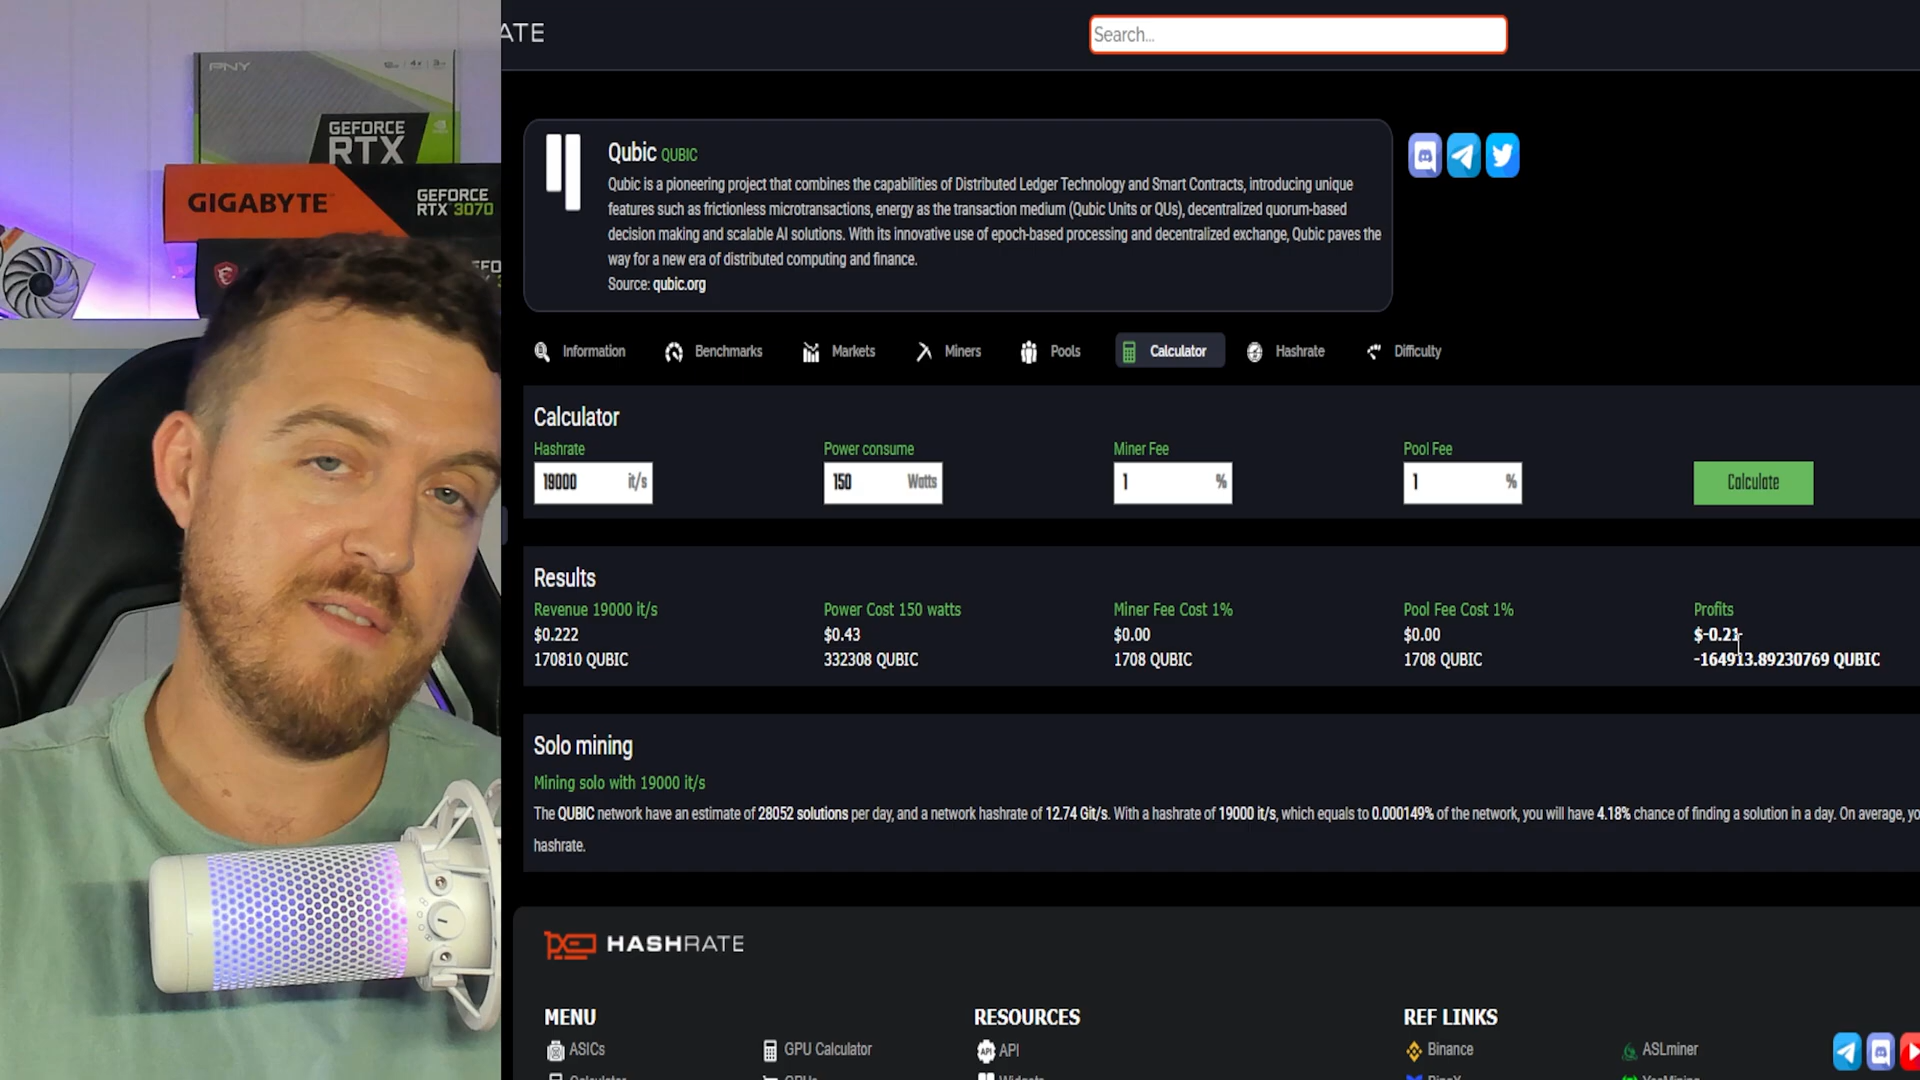 PNY
GEFORCE
RTX
GIGABYTE
GEFORCE
RTX 3070
ATE
Search...
Qubic QUBIC
Qubic is a pioneering project that combines the capabilities of Distributed Ledger Technology and Smart Contracts, introducing unique
features such as frictionless microtransactions, energy as the transaction medium (Qubic Units or QUs), decentralized quorum-based
decision making and scalable AI solutions. With its innovative use of epoch-based processing and decentralized exchange, Qubic paves the
way for a new era of distributed computing and finance.
Source: qubic.org
Information Benchmarks Markets Miners Pools Calculator Hashrate Difficulty
Calculator
Hashrate Power consume Miner Fee Pool Fee
19000 it/s 150 Watts 1 % 1 % Calculate
Results
Revenue 19000 it/s Power Cost 150 watts Miner Fee Cost 1% Pool Fee Cost 1% Profits
$0.222 $0.43 $0.00 $0.00 $-0.21
170810 QUBIC 332308 QUBIC 1708 QUBIC 1708 QUBIC -164913.89230769 QUBIC
Solo mining
Mining solo with 19000 it/s
The QUBIC network have an estimate of 28052 solutions per day, and a network hashrate of 12.74 Git/s. With a hashrate of 19000 it/s, which equals to 0.000149% of the network, you will have 4.18% chance of finding a solution in a day. On average, yo
hashrate.
HASHRATE
MENU RESOURCES REF LINKS
ASICs GPU Calculator API Binance ASLminer